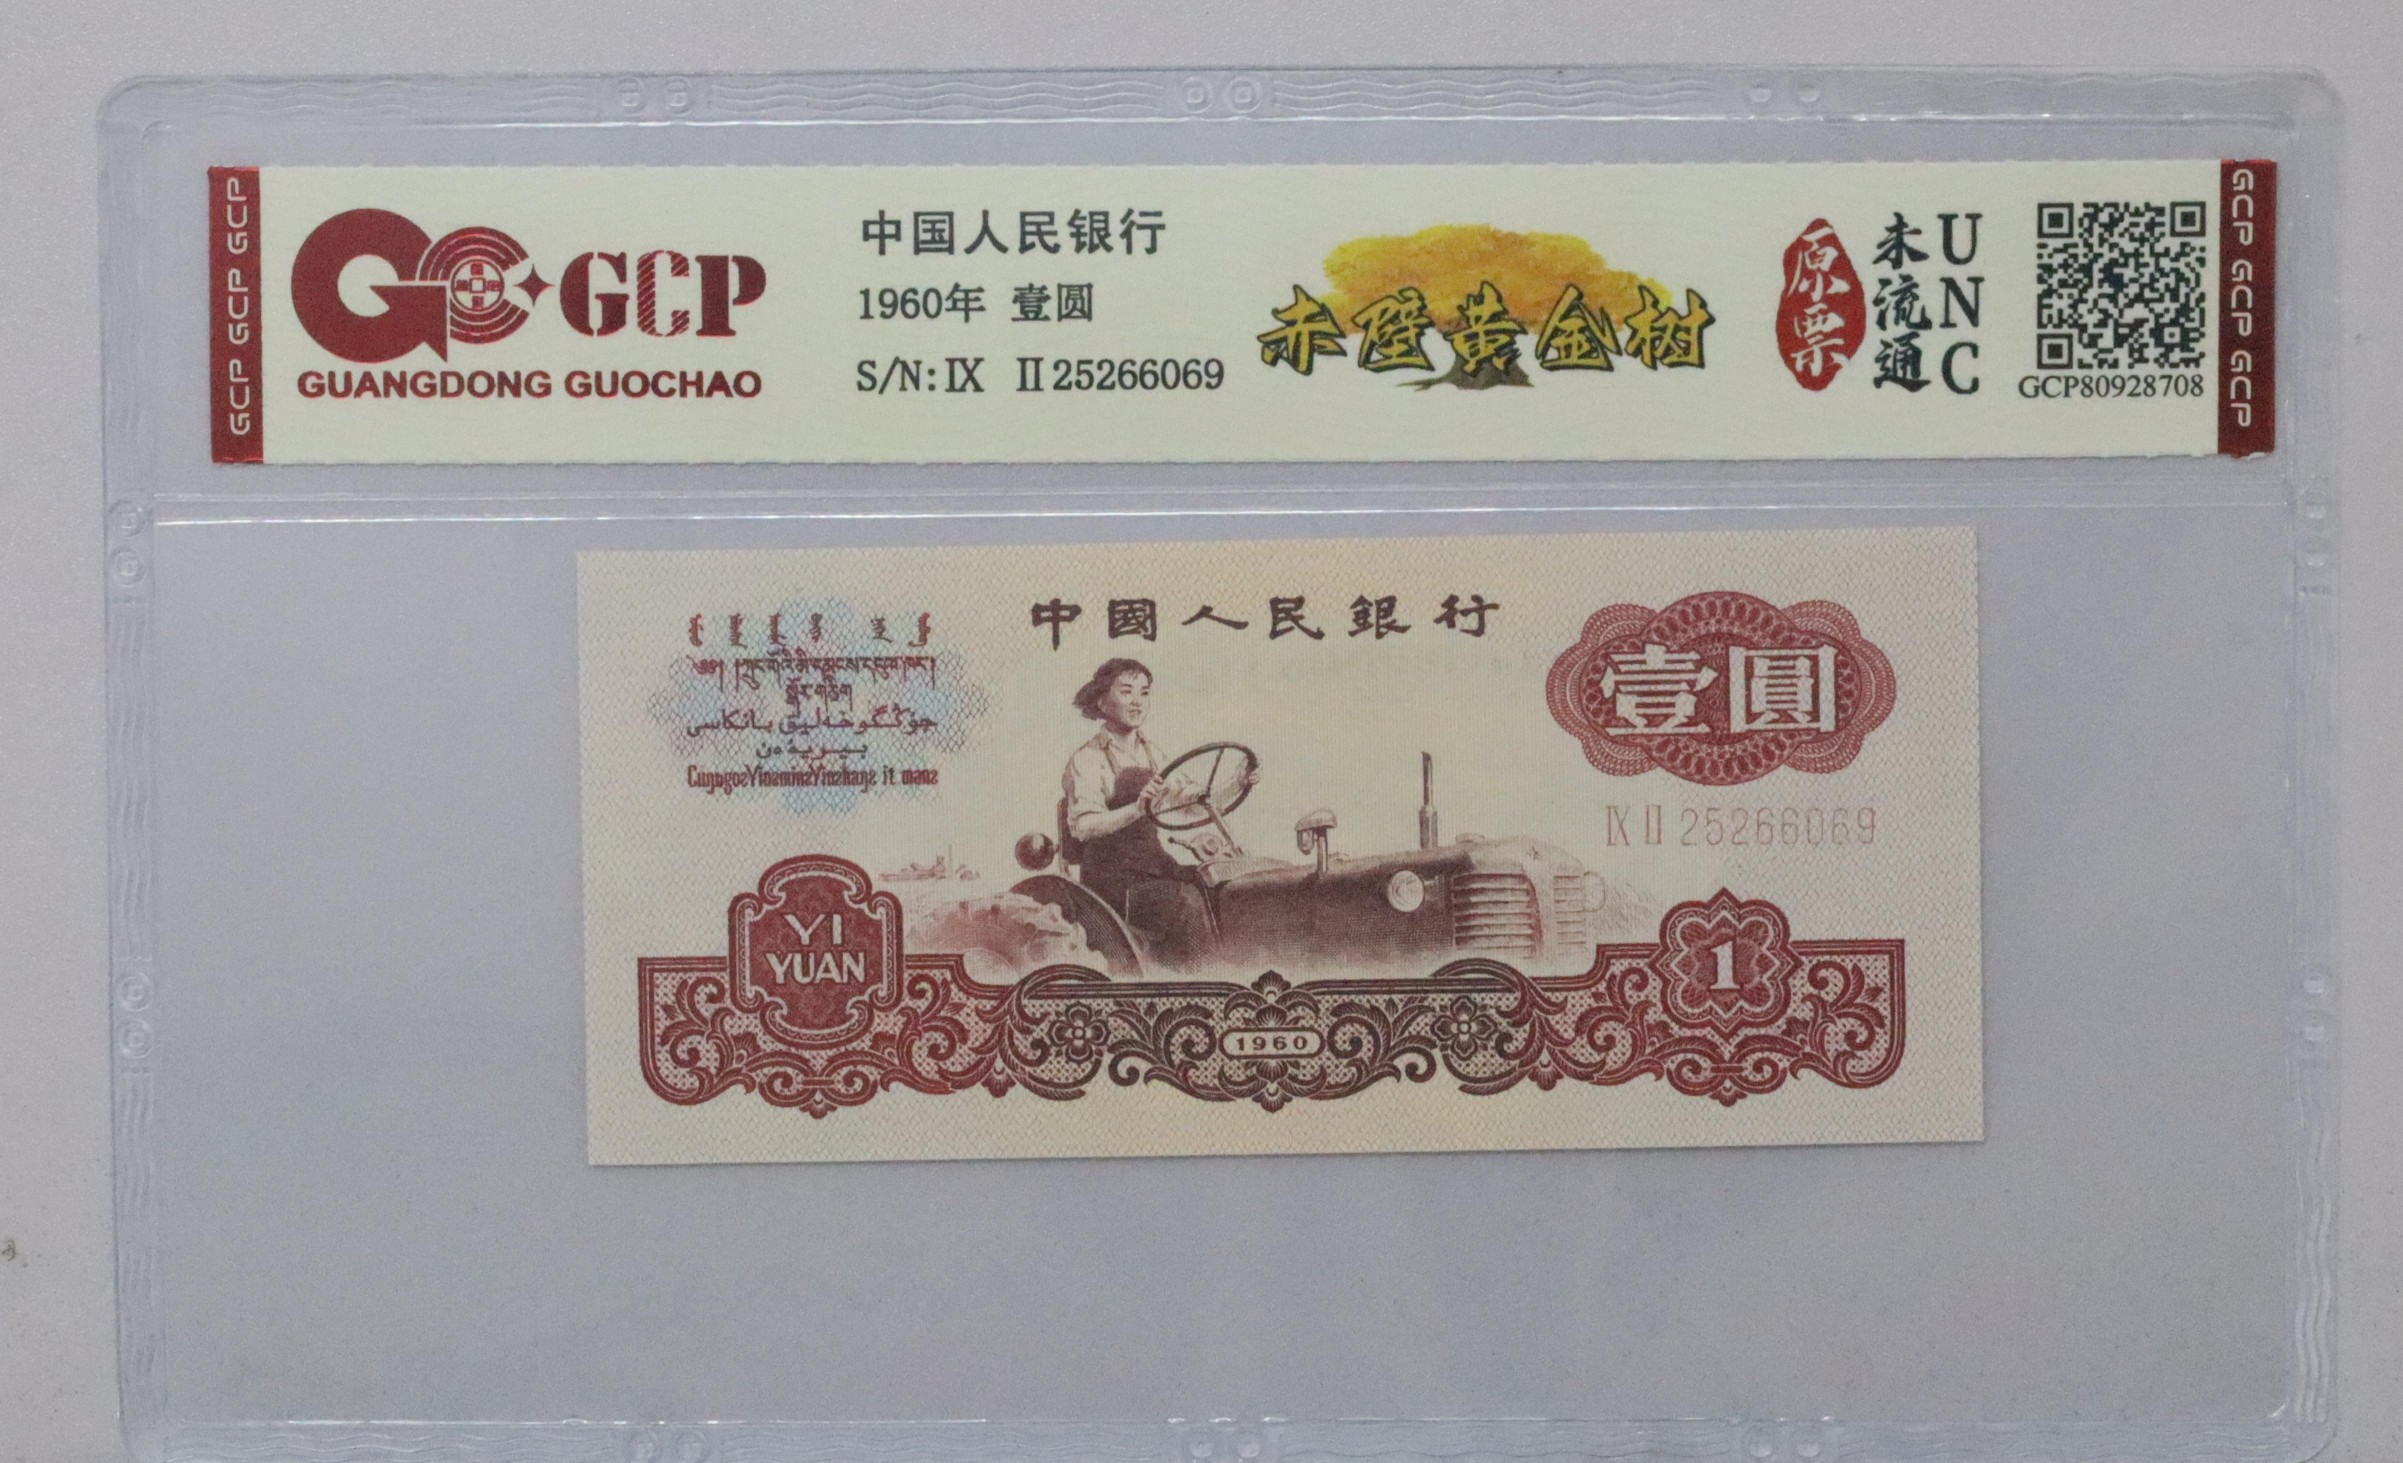 GCP GCP GCP
GCP
GUANGDONG GUOCHAO
中国人民银行
1960年 壹圆
S/N: IX II 25266069
赤壁黄金树
原票
未流通
UNC
GCP80928708
GCP GCP GCP
中國人民銀行
壹圓
IX II 25266069
YI
YUAN
1
1960